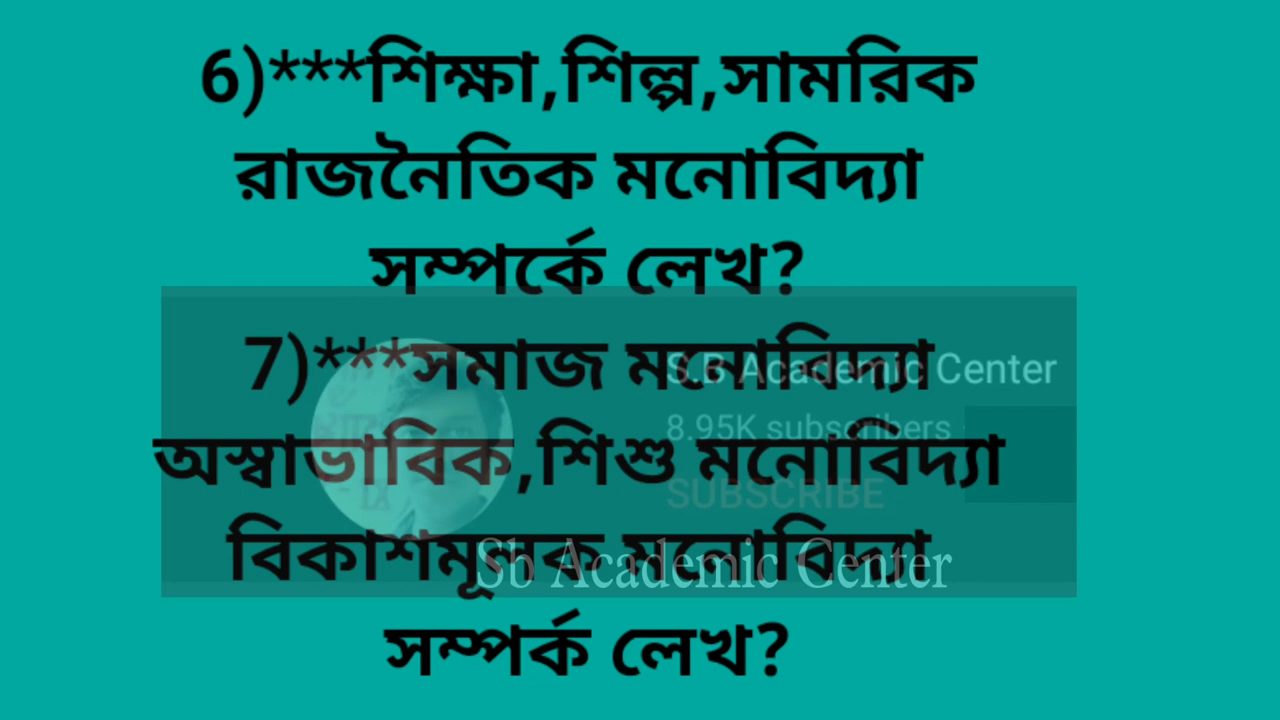 6)***শিক্ষা,শিল্প,সামরিক
রাজনৈতিক মনোবিদ্যা
সম্পর্কে লেখ?
7)***সমাজ মনোবিদ্যা
S.B Academic Center
8.95K subscribers
অস্বাভাবিক,শিশু মনোবিদ্যা
SUBSCRIBE
বিকাশমূলক মনোবিদ্যা
Sb Academic Center
সম্পর্ক লেখ?